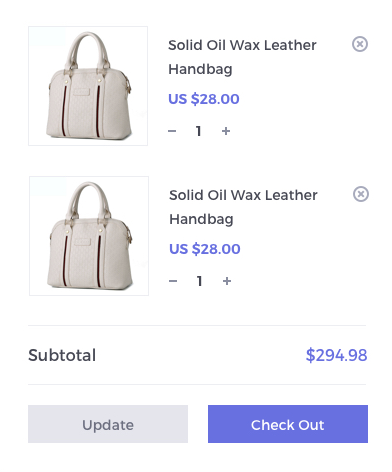 Solid Oil Wax Leather
Handbag
US $28.00
− 1 +
Solid Oil Wax Leather
Handbag
US $28.00
− 1 +
Subtotal $294.98
Update Check Out